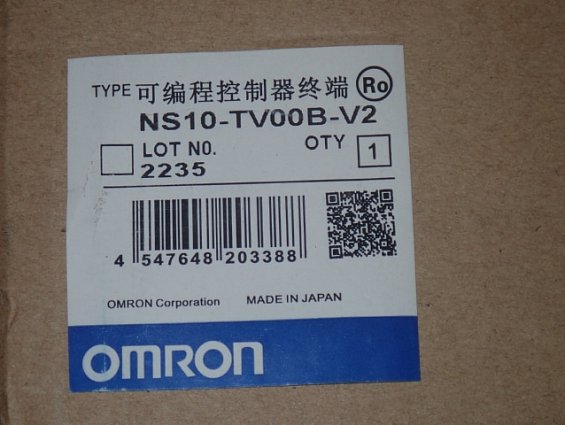 TYPE 可编程控制器终端 Ro
NS10-TV00B-V2
LOT NO. QTY 1
2235
4 547648 203388
OMRON Corporation MADE IN JAPAN
OMRON